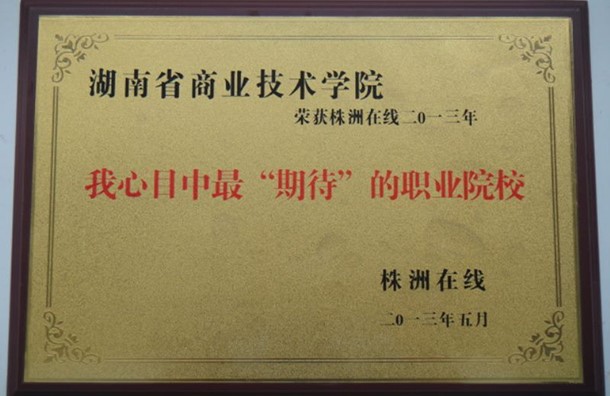 湖南省商业技术学院
荣获株洲在线二0一三年
我心目中最“期待”的职业院校
株洲在线
二0一三年五月